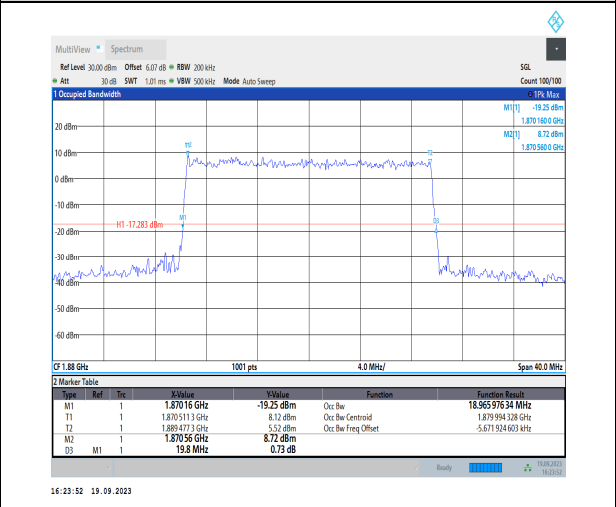 MultiView Spectrum
Ref Level 30.00 dBm Offset 6.07 dB RBW 200 kHz SGL
Att 30 dB SWT 1.01 ms VBW 500 kHz Mode Auto Sweep Count 100/100
1 Occupied Bandwidth 1Pk Max
M1[1] -19.25 dBm
1.870 160 0 GHz
M2[1] 8.72 dBm
1.870 560 0 GHz
20 dBm
10 dBm
0 dBm
-10 dBm
M1
D3
H1 -17.283 dBm
-20 dBm
-30 dBm
-40 dBm
-50 dBm
-60 dBm
CF 1.88 GHz 1001 pts 4.0 MHz/ Span 40.0 MHz
2 Marker Table
Type Ref Trc X-Value Y-Value Function Function Result
M1 1 1.87016 GHz -19.25 dBm Occ Bw 18.965 976 34 MHz
T1 1 1.870 511 3 GHz 8.12 dBm Occ Bw Centroid 1.879 994 328 GHz
T2 1 1.889 477 3 GHz 5.52 dBm Occ Bw Freq Offset -5.671 924 603 kHz
M2 1 1.87056 GHz 8.72 dBm
D3 M1 1 19.8 MHz 0.73 dB
Ready 19.09.2023
16:23:52
16:23:52 19.09.2023